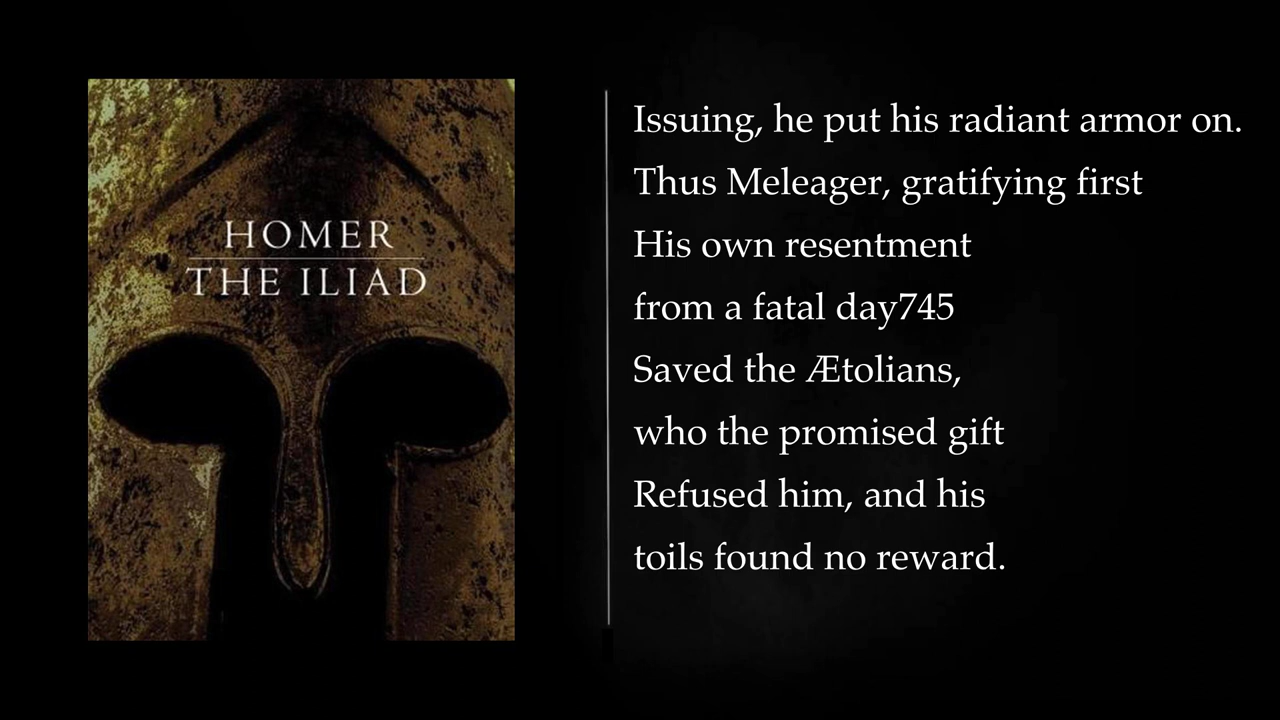 HOMER
THE ILIAD
Issuing, he put his radiant armor on.
Thus Meleager, gratifying first
His own resentment
from a fatal day745
Saved the Ætolians,
who the promised gift
Refused him, and his
toils found no reward.